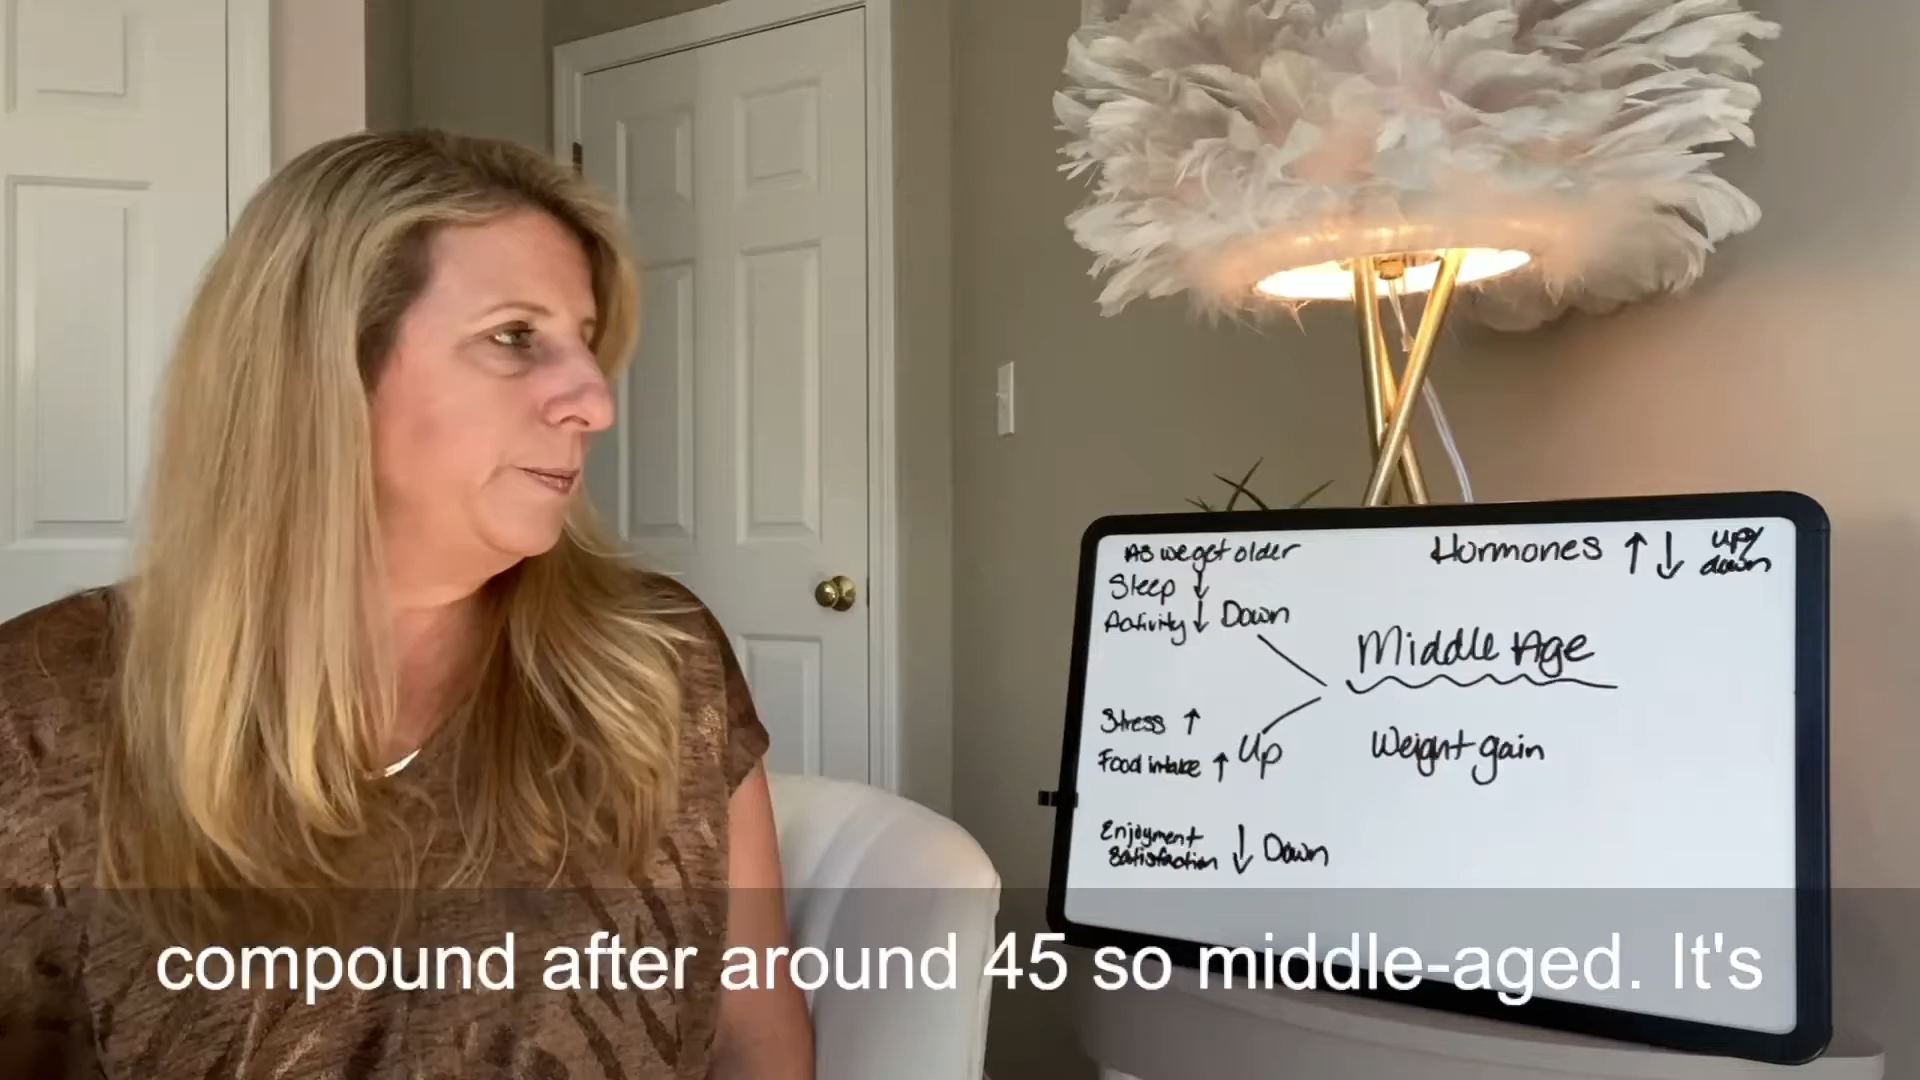 As we get older
Sleep ↓
Activity ↓ Down
Stress ↑
Food intake ↑ Up
Enjoyment
Satisfaction ↓ Down
Hormones ↑ ↓ up/
down
Middle Age
Weight gain
compound after around 45 so middle-aged. It's